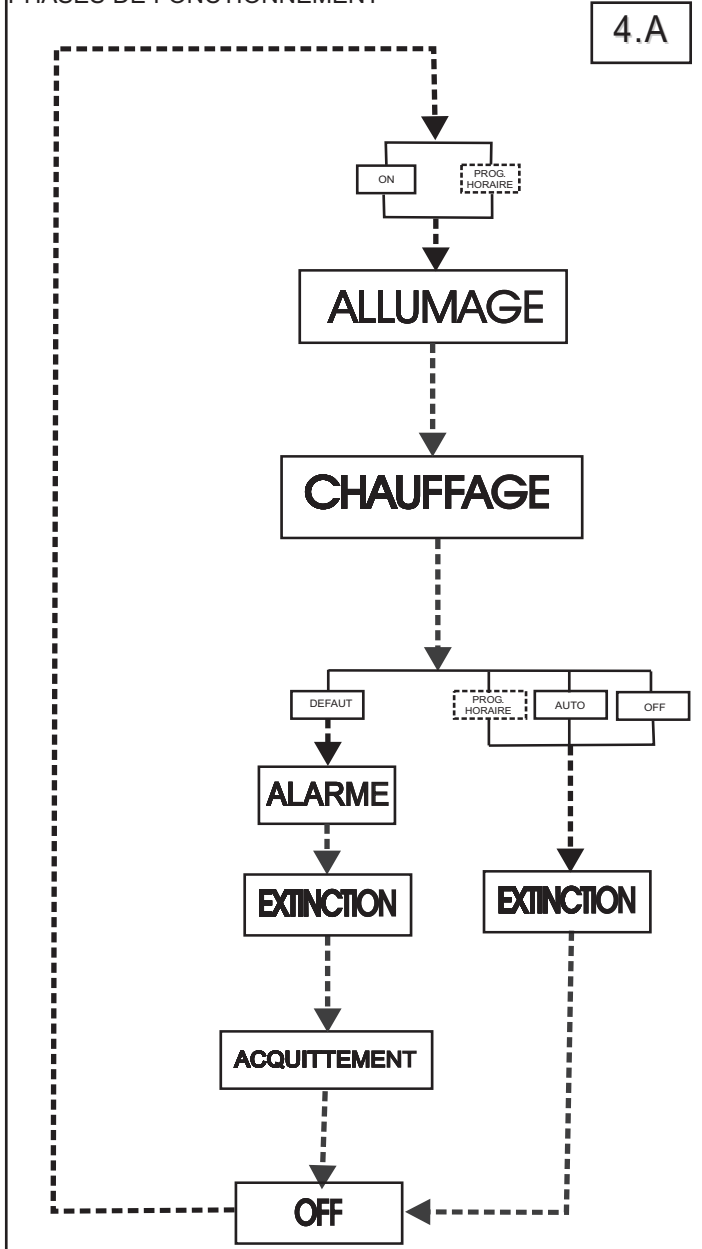 PHASES DE FONCTIONNEMENT
4.A
ON
PROG.
HORAIRE
ALLUMAGE
CHAUFFAGE
DEFAUT
PROG.
HORAIRE
AUTO
OFF
ALARME
EXTINCTION
EXTINCTION
ACQUITTEMENT
OFF